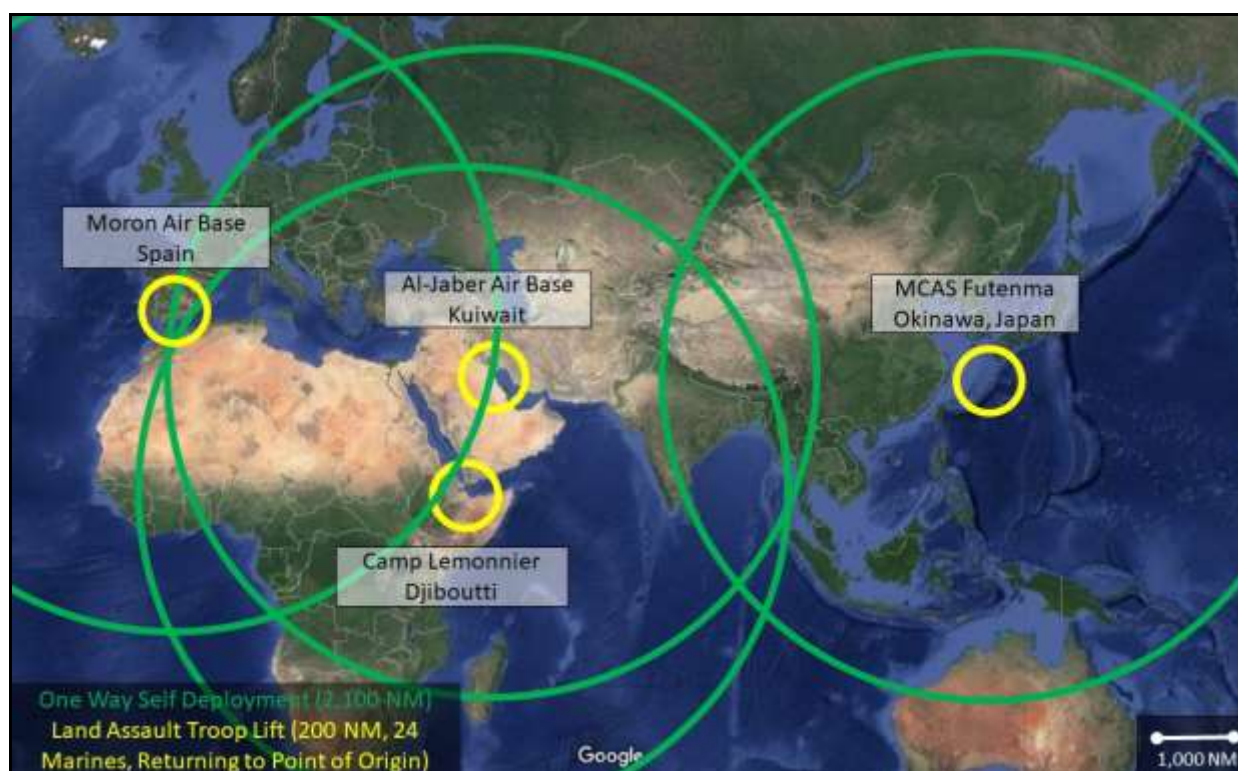 Moron Air Base
Spain
Al-Jaber Air Base
Kuiwait
MCAS Futenma
Okinawa, Japan
Camp Lemonnier
Djiboutti
One Way Self Deployment (2,100 NM)
Land Assault Troop Lift (200 NM, 24
Marines, Returning to Point of Origin)
Google
1,000 NM